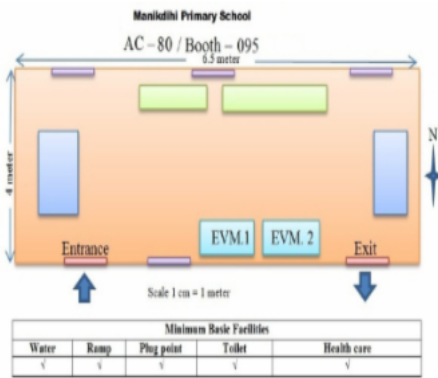 Manikdihi Primary School
AC – 80 / Booth – 095
6.5 meter
4 meter
N
EVM.1 EVM. 2
Entrance Exit
Scale 1 cm = 1 meter
Minimum Basic Facilities
Water Ramp Plug point Toilet Health care
√ √ √ √ √